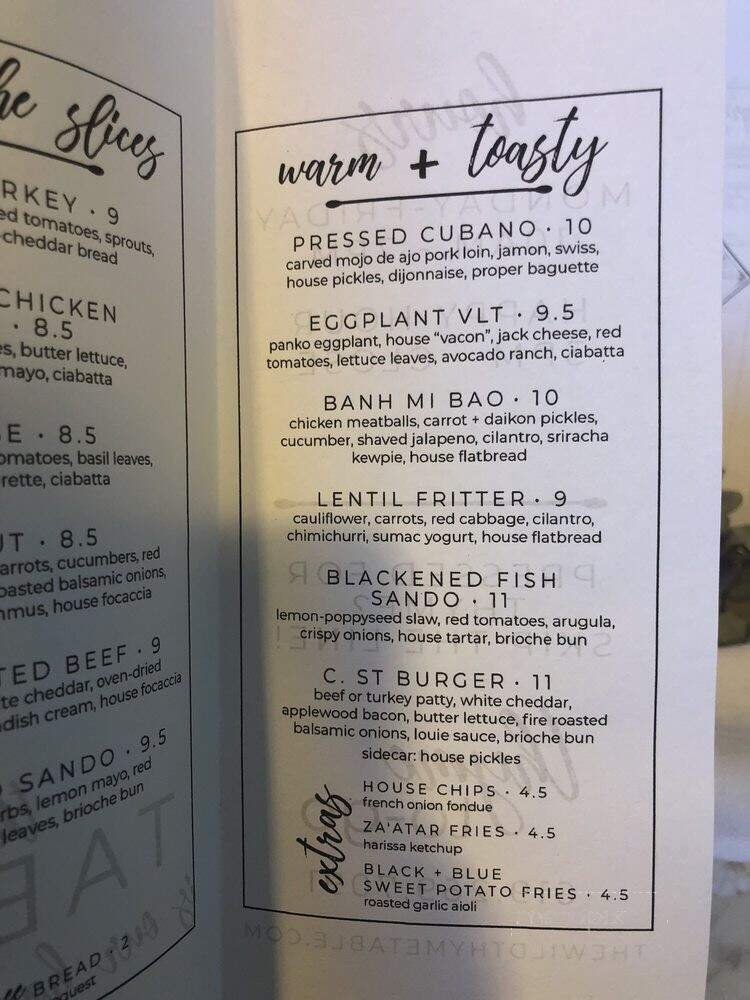 he slices
RKEY · 9
ed tomatoes, sprouts,
-cheddar bread
CHICKEN
· 8.5
es, butter lettuce,
mayo, ciabatta
E · 8.5
omatoes, basil leaves,
rette, ciabatta
UT · 8.5
arrots, cucumbers, red
oasted balsamic onions,
mmus, house focaccia
TED BEEF · 9
te cheddar, oven-dried
dish cream, house focaccia
SANDO · 9.5
rbs, lemon mayo, red
leaves, brioche bun
BREAD · 2
quest
warm + toasty
PRESSED CUBANO · 10
carved mojo de ajo pork loin, jamon, swiss,
house pickles, dijonnaise, proper baguette
EGGPLANT VLT · 9.5
panko eggplant, house “vacon”, jack cheese, red
tomatoes, lettuce leaves, avocado ranch, ciabatta
BANH MI BAO · 10
chicken meatballs, carrot + daikon pickles,
cucumber, shaved jalapeno, cilantro, sriracha
kewpie, house flatbread
LENTIL FRITTER · 9
cauliflower, carrots, red cabbage, cilantro,
chimichurri, sumac yogurt, house flatbread
BLACKENED FISH
SANDO · 11
lemon-poppyseed slaw, red tomatoes, arugula,
crispy onions, house tartar, brioche bun
C. ST BURGER · 11
beef or turkey patty, white cheddar,
applewood bacon, butter lettuce, fire roasted
balsamic onions, louie sauce, brioche bun
sidecar: house pickles
extras
HOUSE CHIPS · 4.5
french onion fondue
ZA'ATAR FRIES · 4.5
harissa ketchup
BLACK + BLUE
SWEET POTATO FRIES · 4.5
roasted garlic aioli
THEWILDTHYMETABLE.COM